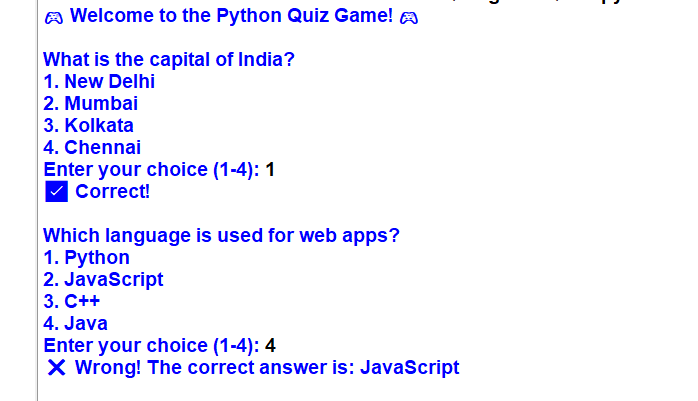 🎮 Welcome to the Python Quiz Game! 🎮
What is the capital of India?
1. New Delhi
2. Mumbai
3. Kolkata
4. Chennai
Enter your choice (1-4): 1
✅ Correct!
Which language is used for web apps?
1. Python
2. JavaScript
3. C++
4. Java
Enter your choice (1-4): 4
❌ Wrong! The correct answer is: JavaScript